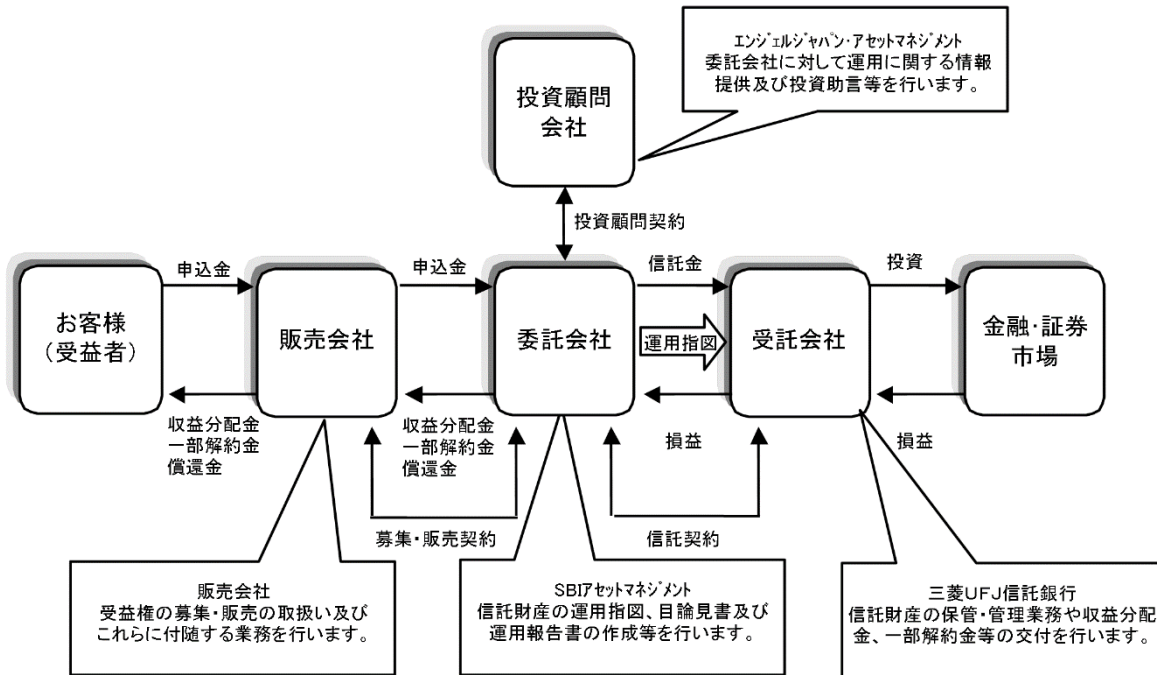 エンジェルジャパン・アセットマネジメント
委託会社に対して運用に関する情報
提供及び投資助言等を行います。
投資顧問
会社
投資顧問契約
申込金
申込金
信託金
投資
お客様
（受益者）
販売会社
委託会社
運用指図
受託会社
金融・証券
市場
収益分配金
一部解約金
償還金
収益分配金
一部解約金
償還金
損益
損益
募集・販売契約
信託契約
販売会社
受益権の募集・販売の取扱い及び
これらに付随する業務を行います。
SBIアセットマネジメント
信託財産の運用指図、目論見書及び
運用報告書の作成等を行います。
三菱UFJ信託銀行
信託財産の保管・管理業務や収益分配
金、一部解約金等の交付を行います。